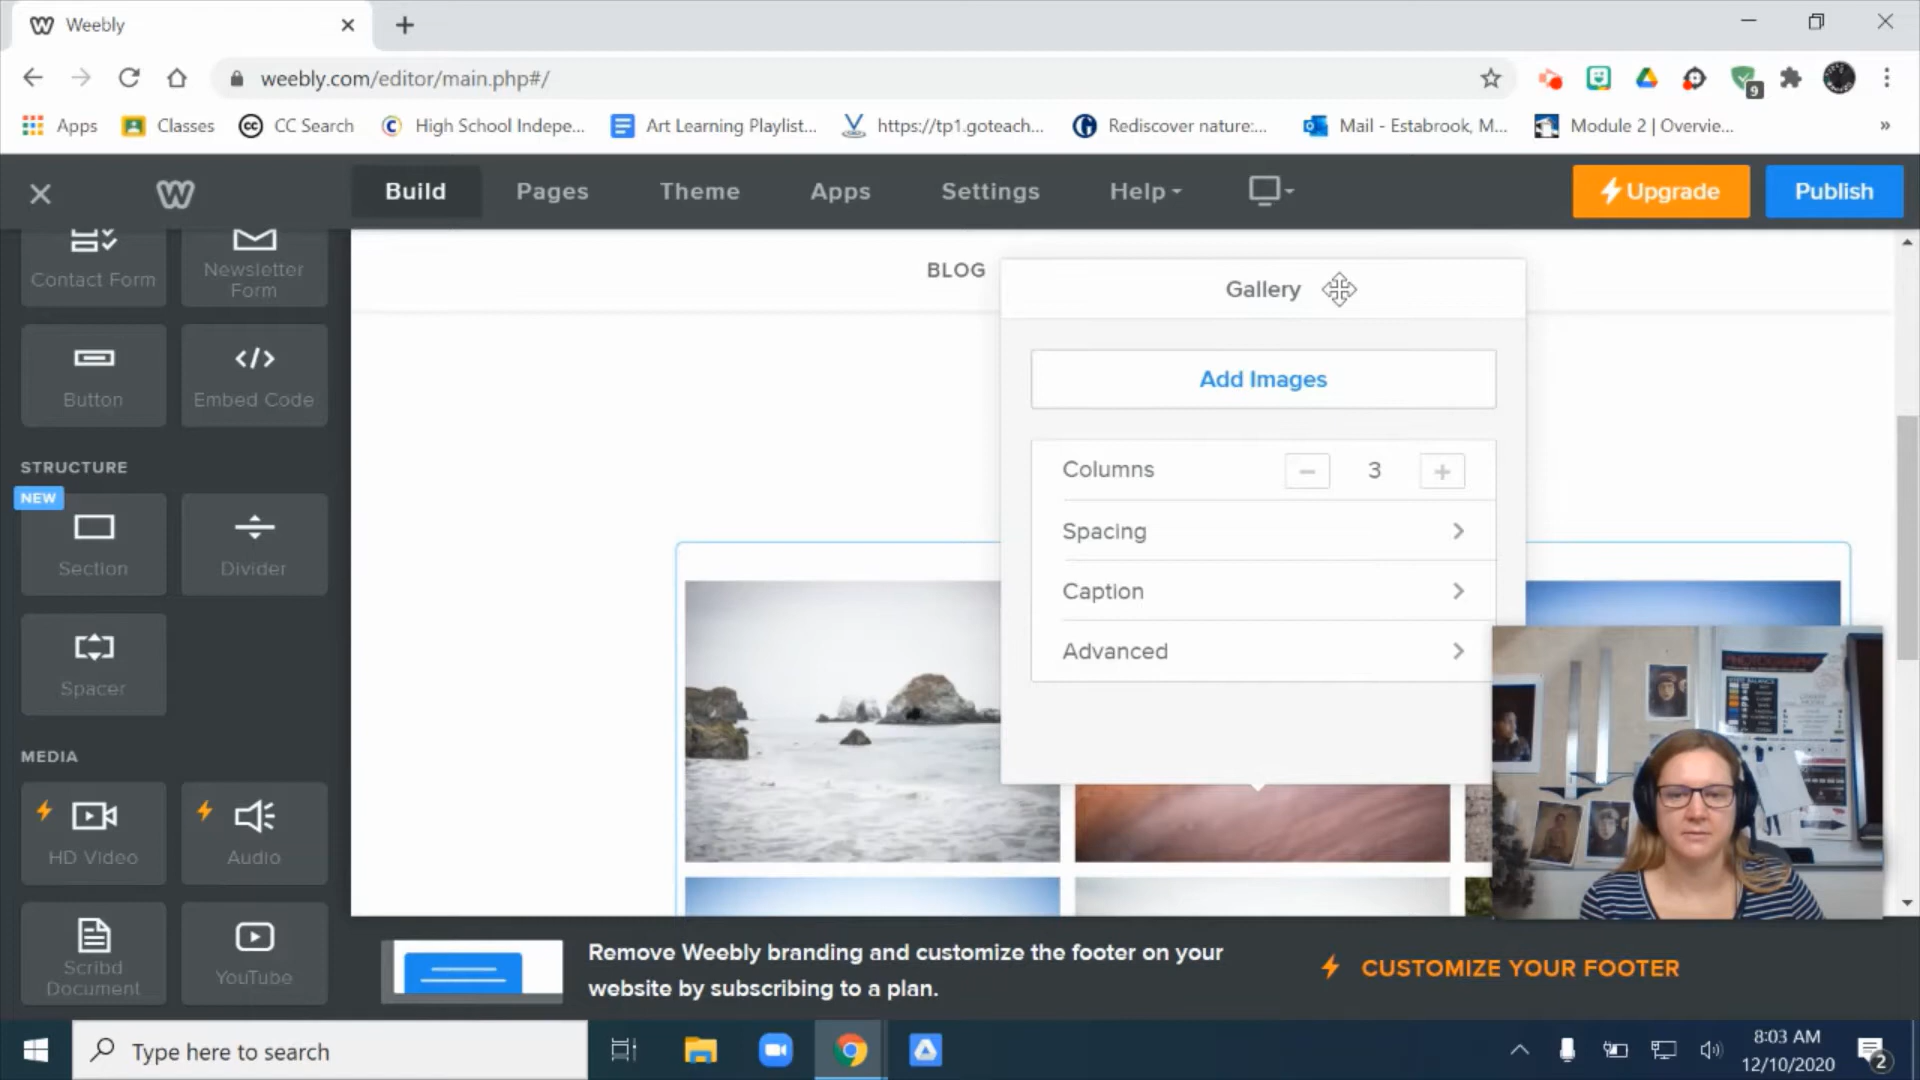 Weebly
weebly.com/editor/main.php#/
9
Apps
Classes
CC Search
High School Indepe...
Art Learning Playlist...
https://tp1.goteach...
Rediscover nature:...
Mail - Estabrook, M...
Module 2 | Overvie...
»
Build
Pages
Theme
Apps
Settings
Help
Upgrade
Publish
Contact Form
Newsletter
Form
Button
Embed Code
STRUCTURE
NEW
Section
Divider
Spacer
MEDIA
HD Video
Audio
Scribd
Document
YouTube
BLOG
Gallery
Add Images
Columns
3
Spacing
Caption
Advanced
PHOTOGRAPHY
Remove Weebly branding and customize the footer on your
website by subscribing to a plan.
CUSTOMIZE YOUR FOOTER
Type here to search
8:03 AM
12/10/2020
2